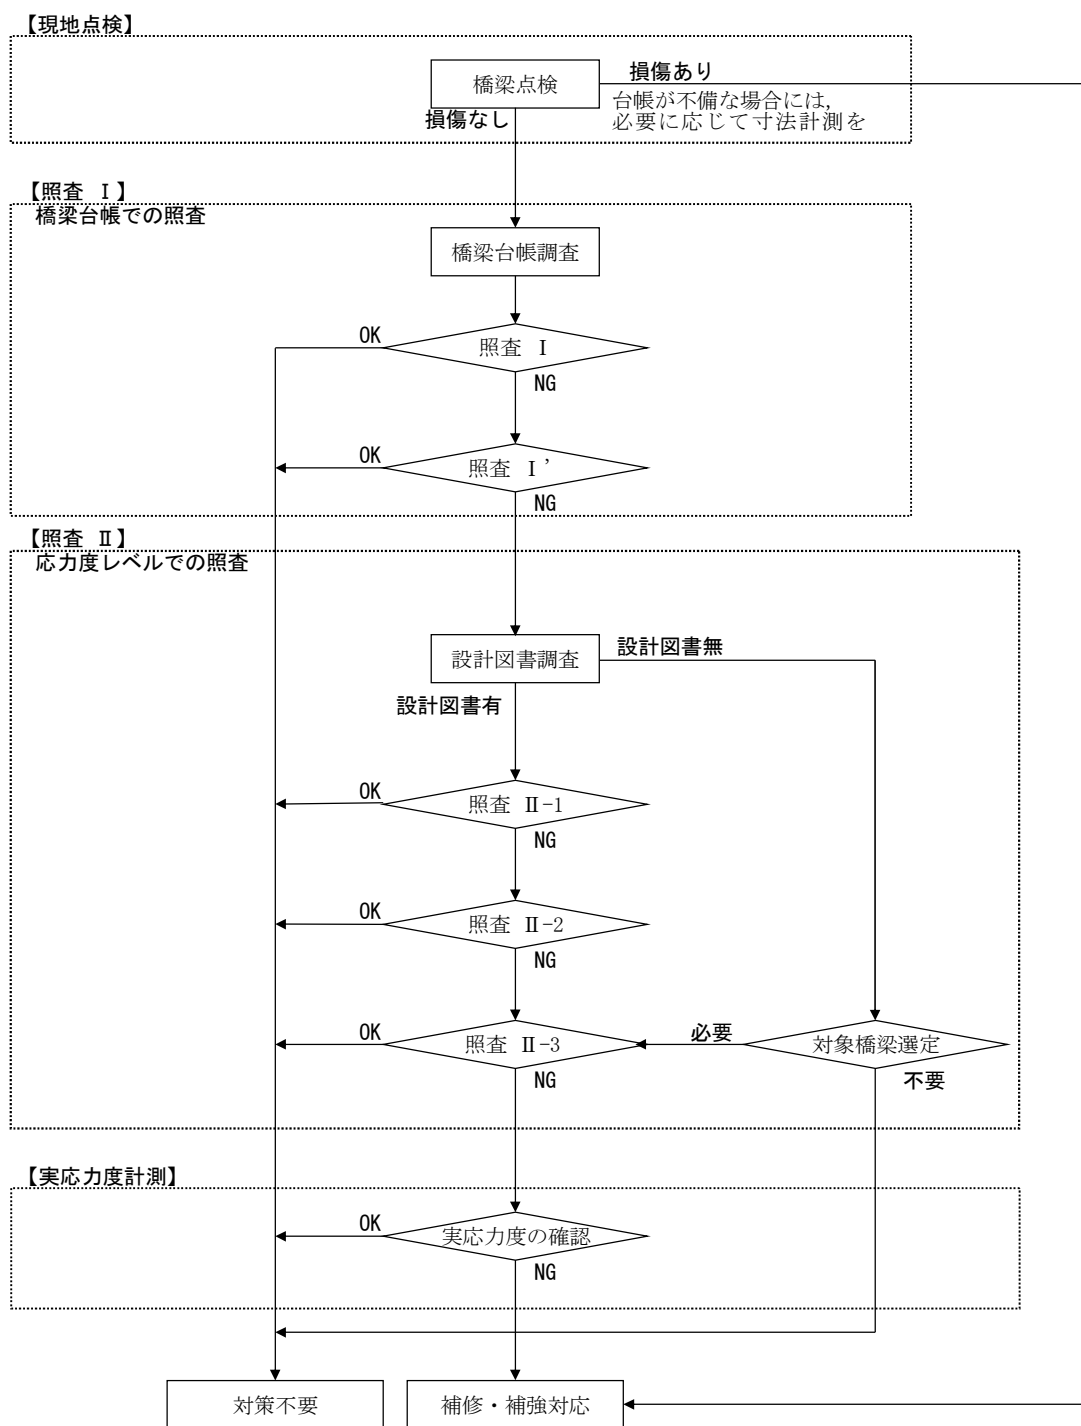 【現地点検】
橋梁点検
損傷あり
台帳が不備な場合には,
必要に応じて寸法計測を
損傷なし
【照査 Ⅰ】
橋梁台帳での照査
橋梁台帳調査
OK
照査 Ⅰ
NG
OK
照査 Ⅰ’
NG
【照査 Ⅱ】
応力度レベルでの照査
設計図書調査
設計図書無
設計図書有
OK
照査 Ⅱ-1
NG
OK
照査 Ⅱ-2
NG
OK
照査 Ⅱ-3
必要
対象橋梁選定
NG
不要
【実応力度計測】
OK
実応力度の確認
NG
対策不要
補修・補強対応